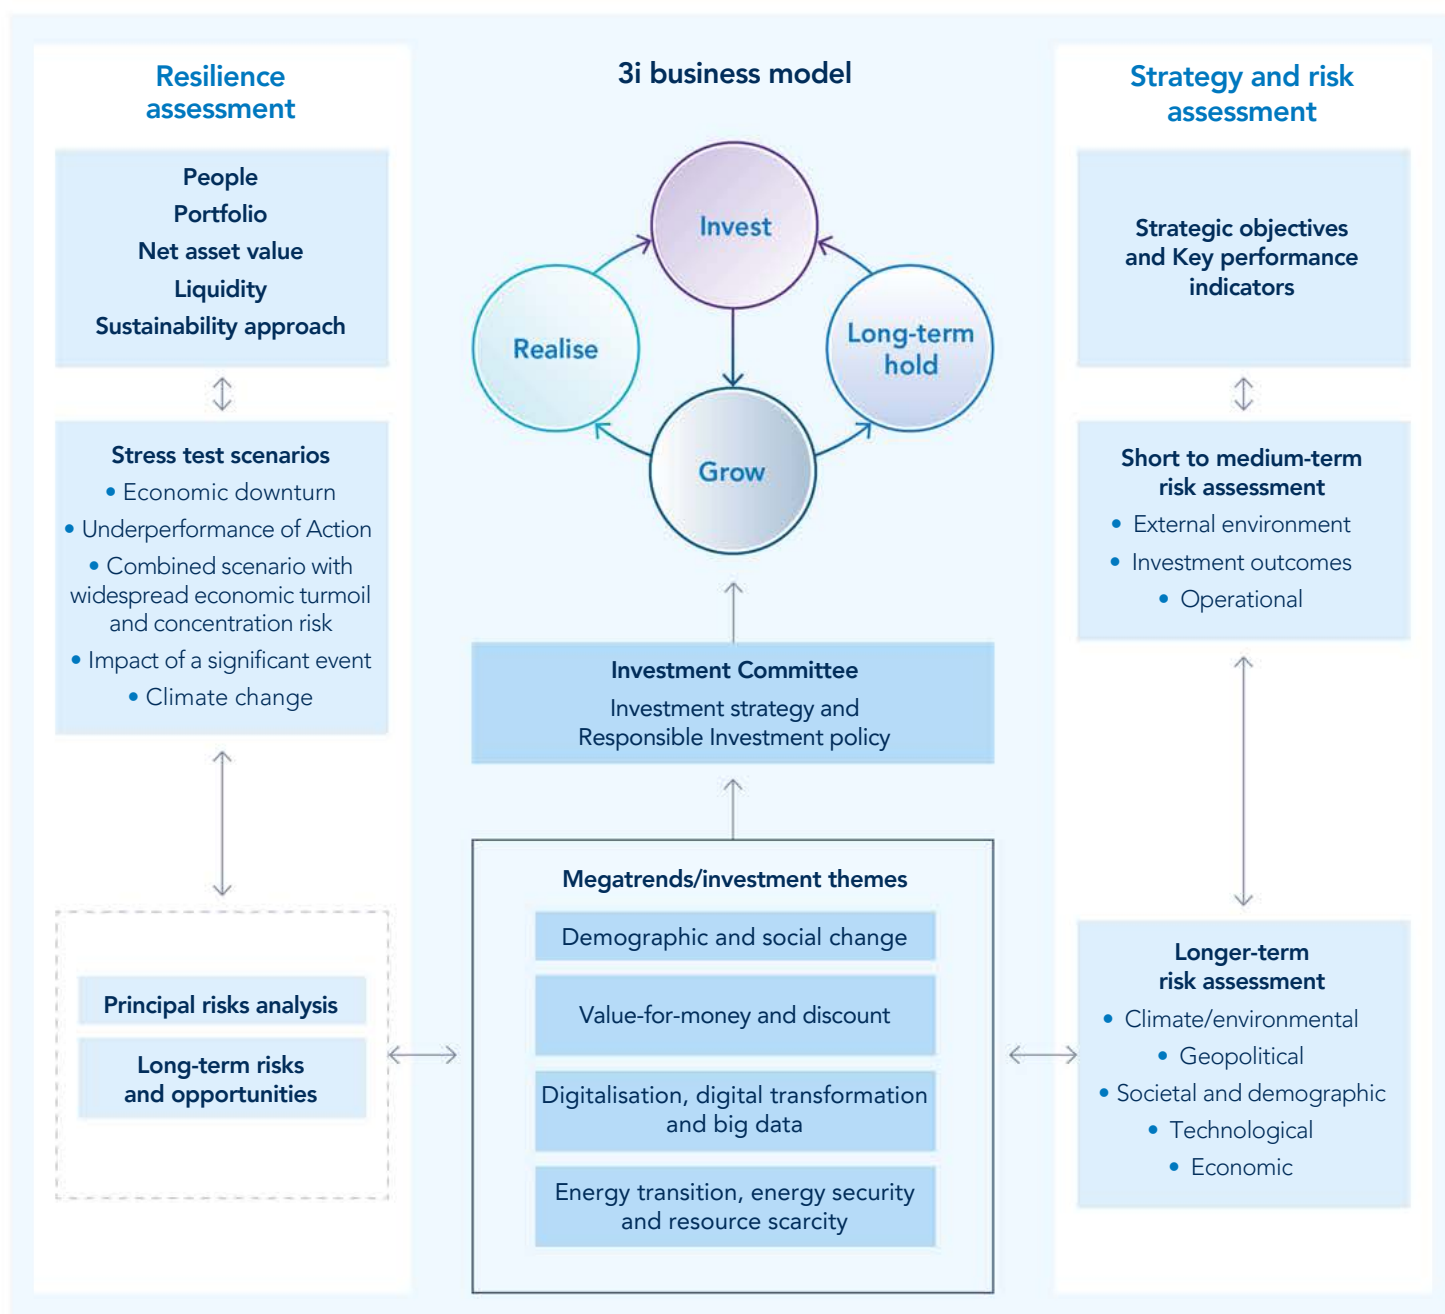 Resilience
assessment
People
Portfolio
Net asset value
Liquidity
Sustainability approach
Stress test scenarios
• Economic downturn
• Underperformance of Action
• Combined scenario with
widespread economic turmoil
and concentration risk
• Impact of a significant event
• Climate change
Principal risks analysis
Long-term risks
and opportunities
3i business model
Invest
Realise
Long-term
hold
Grow
Investment Committee
Investment strategy and
Responsible Investment policy
Megatrends/investment themes
Demographic and social change
Value-for-money and discount
Digitalisation, digital transformation
and big data
Energy transition, energy security
and resource scarcity
Strategy and risk
assessment
Strategic objectives
and Key performance
indicators
Short to medium-term
risk assessment
• External environment
• Investment outcomes
• Operational
Longer-term
risk assessment
• Climate/environmental
• Geopolitical
• Societal and demographic
• Technological
• Economic